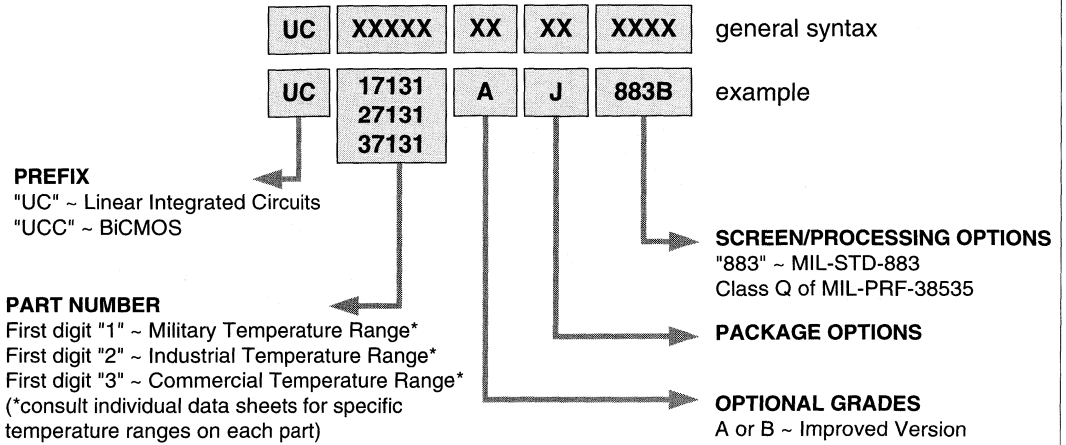 UC XXXXX XX XX XXXX general syntax
UC 17131 A J 883B example
27131
37131
PREFIX
"UC" ~ Linear Integrated Circuits
"UCC" ~ BiCMOS
SCREEN/PROCESSING OPTIONS
"883" ~ MIL-STD-883
Class Q of MIL-PRF-38535
PART NUMBER
First digit "1" ~ Military Temperature Range*
First digit "2" ~ Industrial Temperature Range*
First digit "3" ~ Commercial Temperature Range*
(*consult individual data sheets for specific
temperature ranges on each part)
PACKAGE OPTIONS
OPTIONAL GRADES
A or B ~ Improved Version